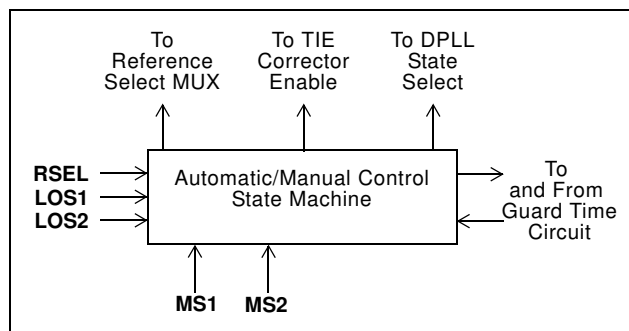 To
Reference
Select MUX
To TIE
Corrector
Enable
To DPLL
State
Select
RSEL
LOS1
LOS2
Automatic/Manual Control
State Machine
To
and From
Guard Time
Circuit
MS1
MS2